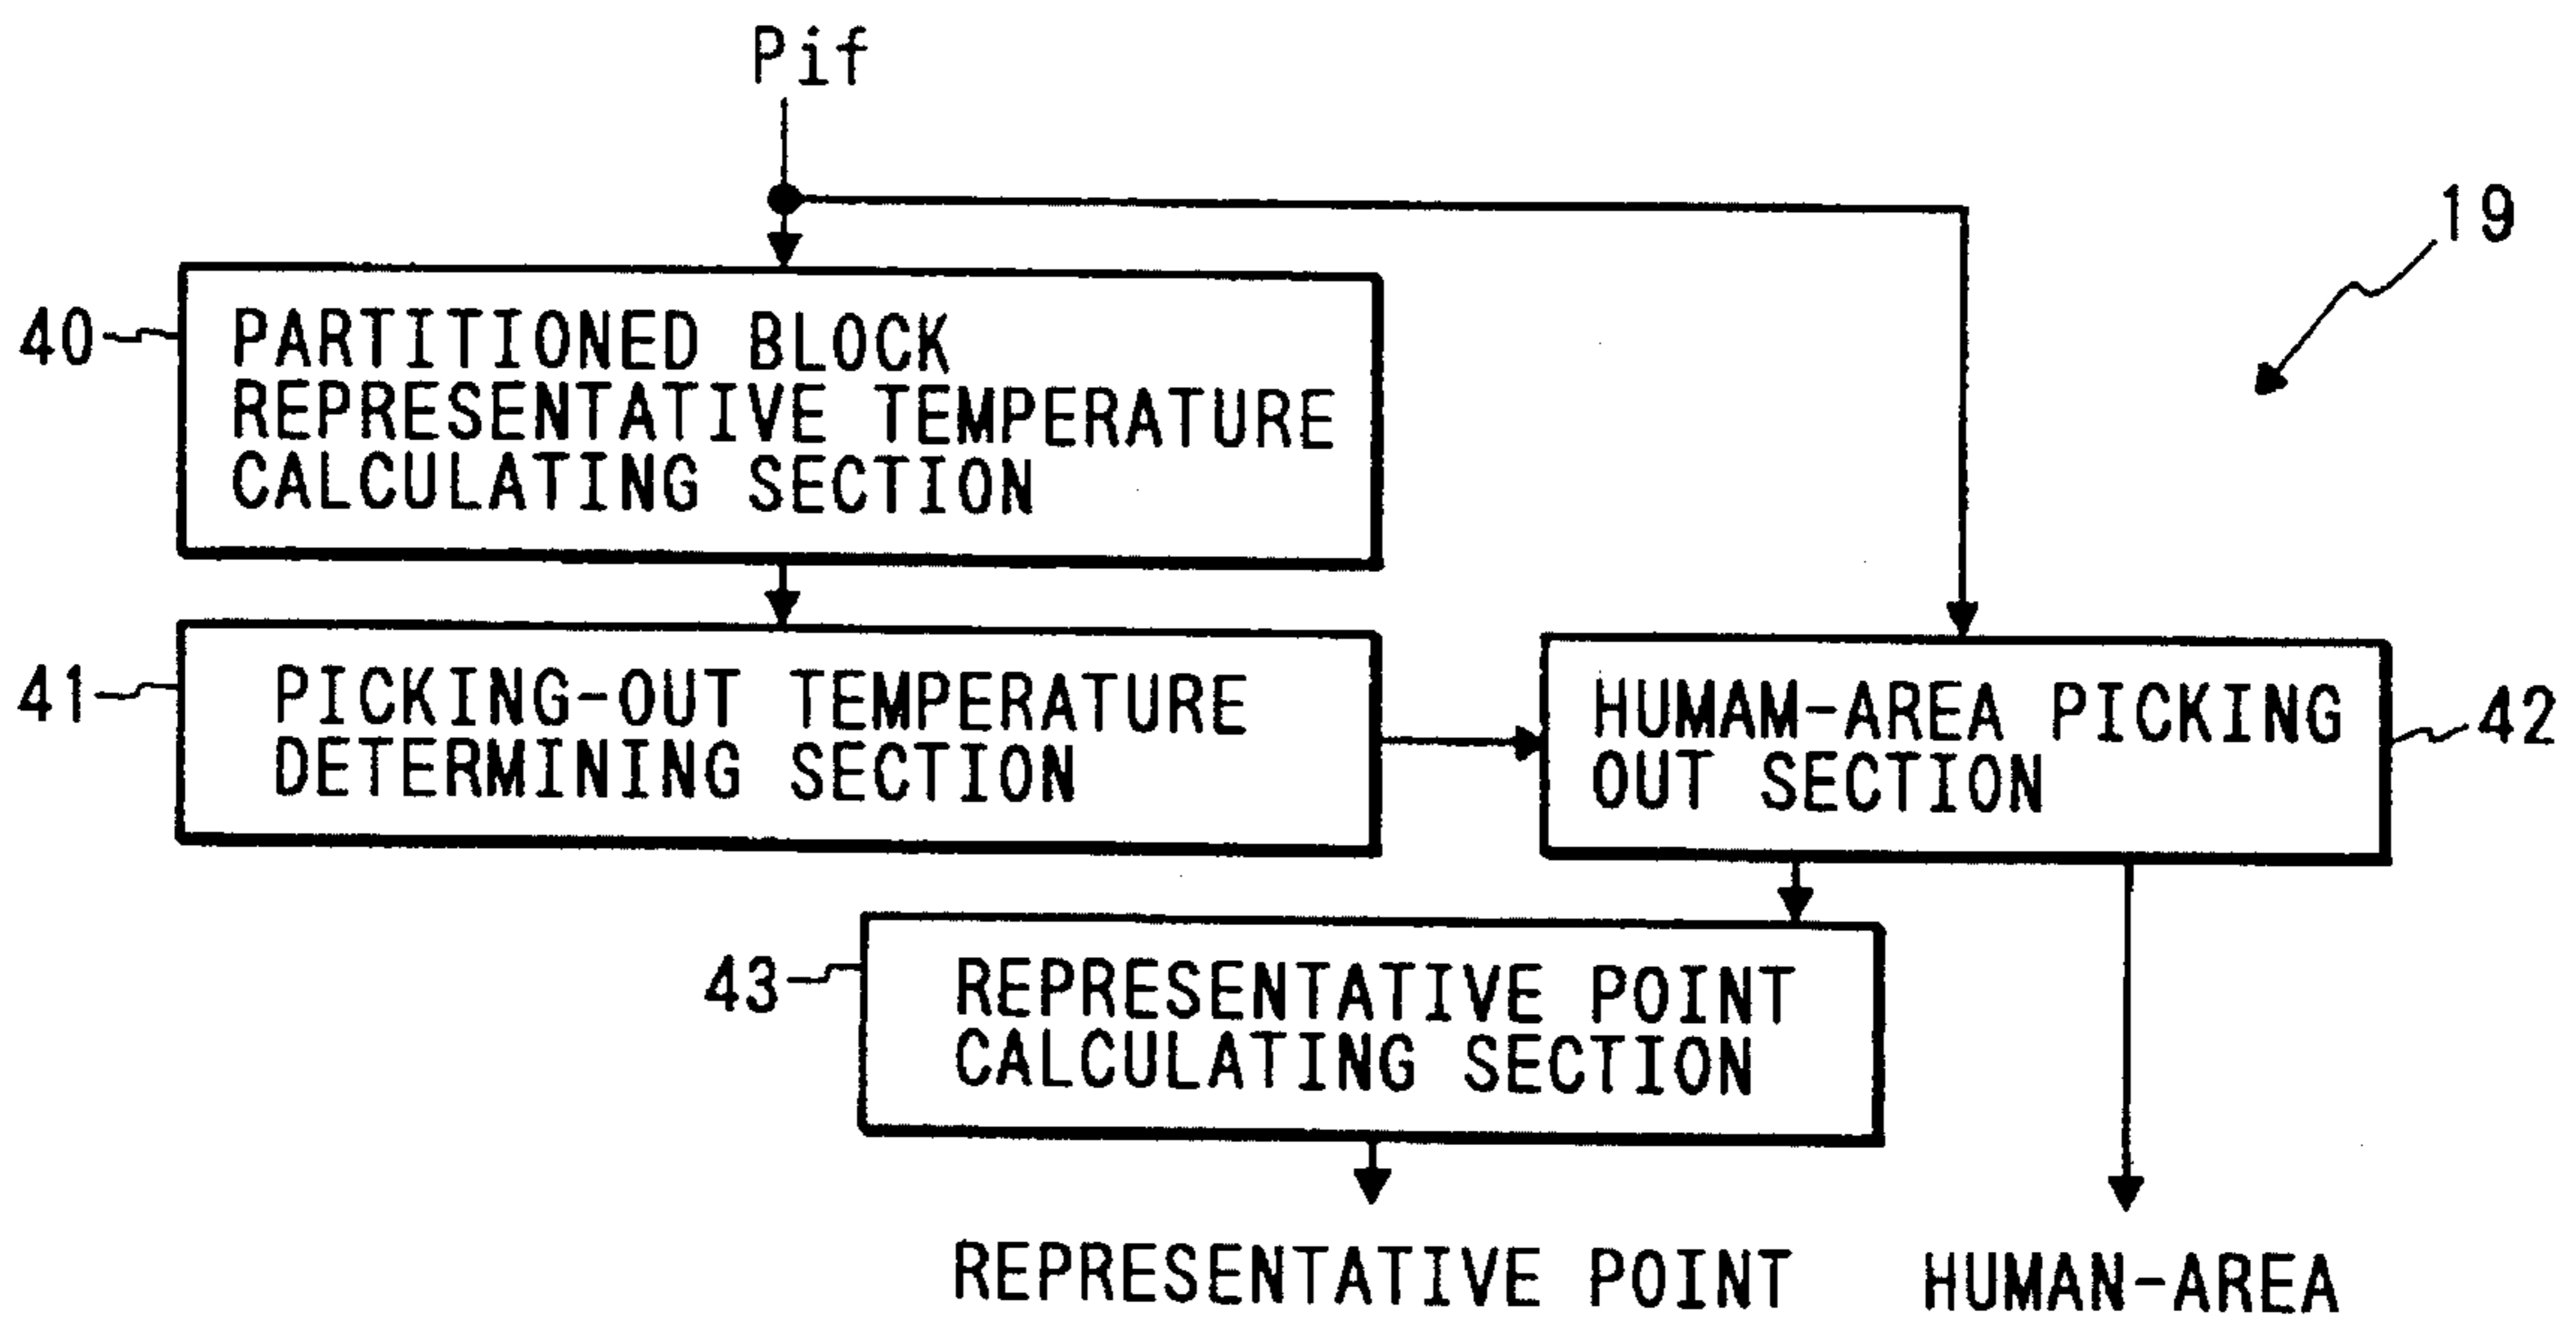 Pif
19
40
PARTITIONED BLOCK
REPRESENTATIVE TEMPERATURE
CALCULATING SECTION
41
PICKING-OUT TEMPERATURE
DETERMINING SECTION
HUMAM-AREA PICKING
OUT SECTION
42
43
REPRESENTATIVE POINT
CALCULATING SECTION
REPRESENTATIVE POINT
HUMAN-AREA